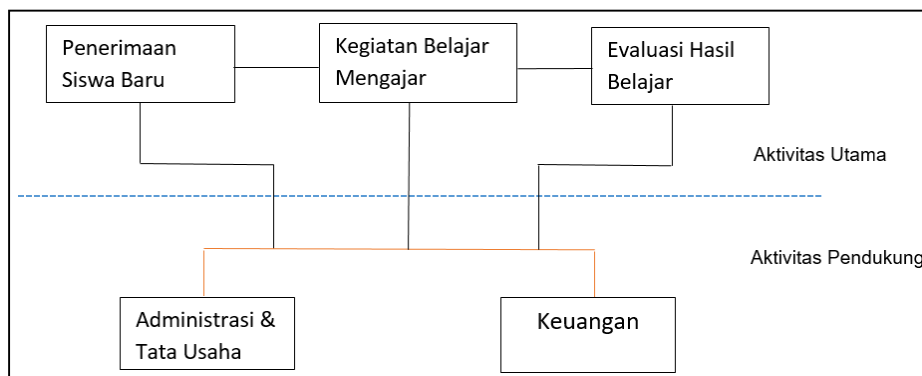 Penerimaan
Siswa Baru
Kegiatan Belajar
Mengajar
Evaluasi Hasil
Belajar
Aktivitas Utama
Aktivitas Pendukung
Administrasi &
Tata Usaha
Keuangan